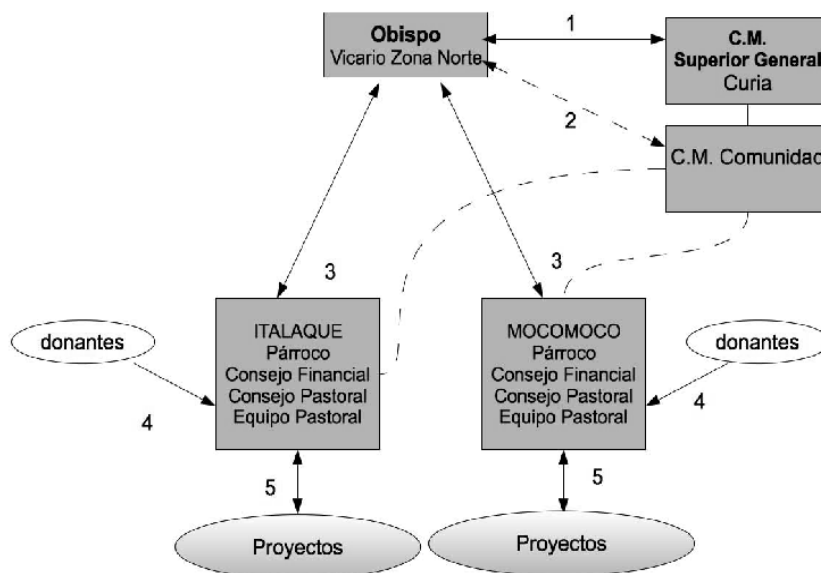 Obispo
Vicario Zona Norte
1
C.M.
Superior General
Curia
2
C.M. Comunidad
3
3
donantes
ITALAQUE
Párroco
Consejo Financial
Consejo Pastoral
Equipo Pastoral
MOCOMOCO
Párroco
Consejo Financial
Consejo Pastoral
Equipo Pastoral
donantes
4
4
5
5
Proyectos
Proyectos